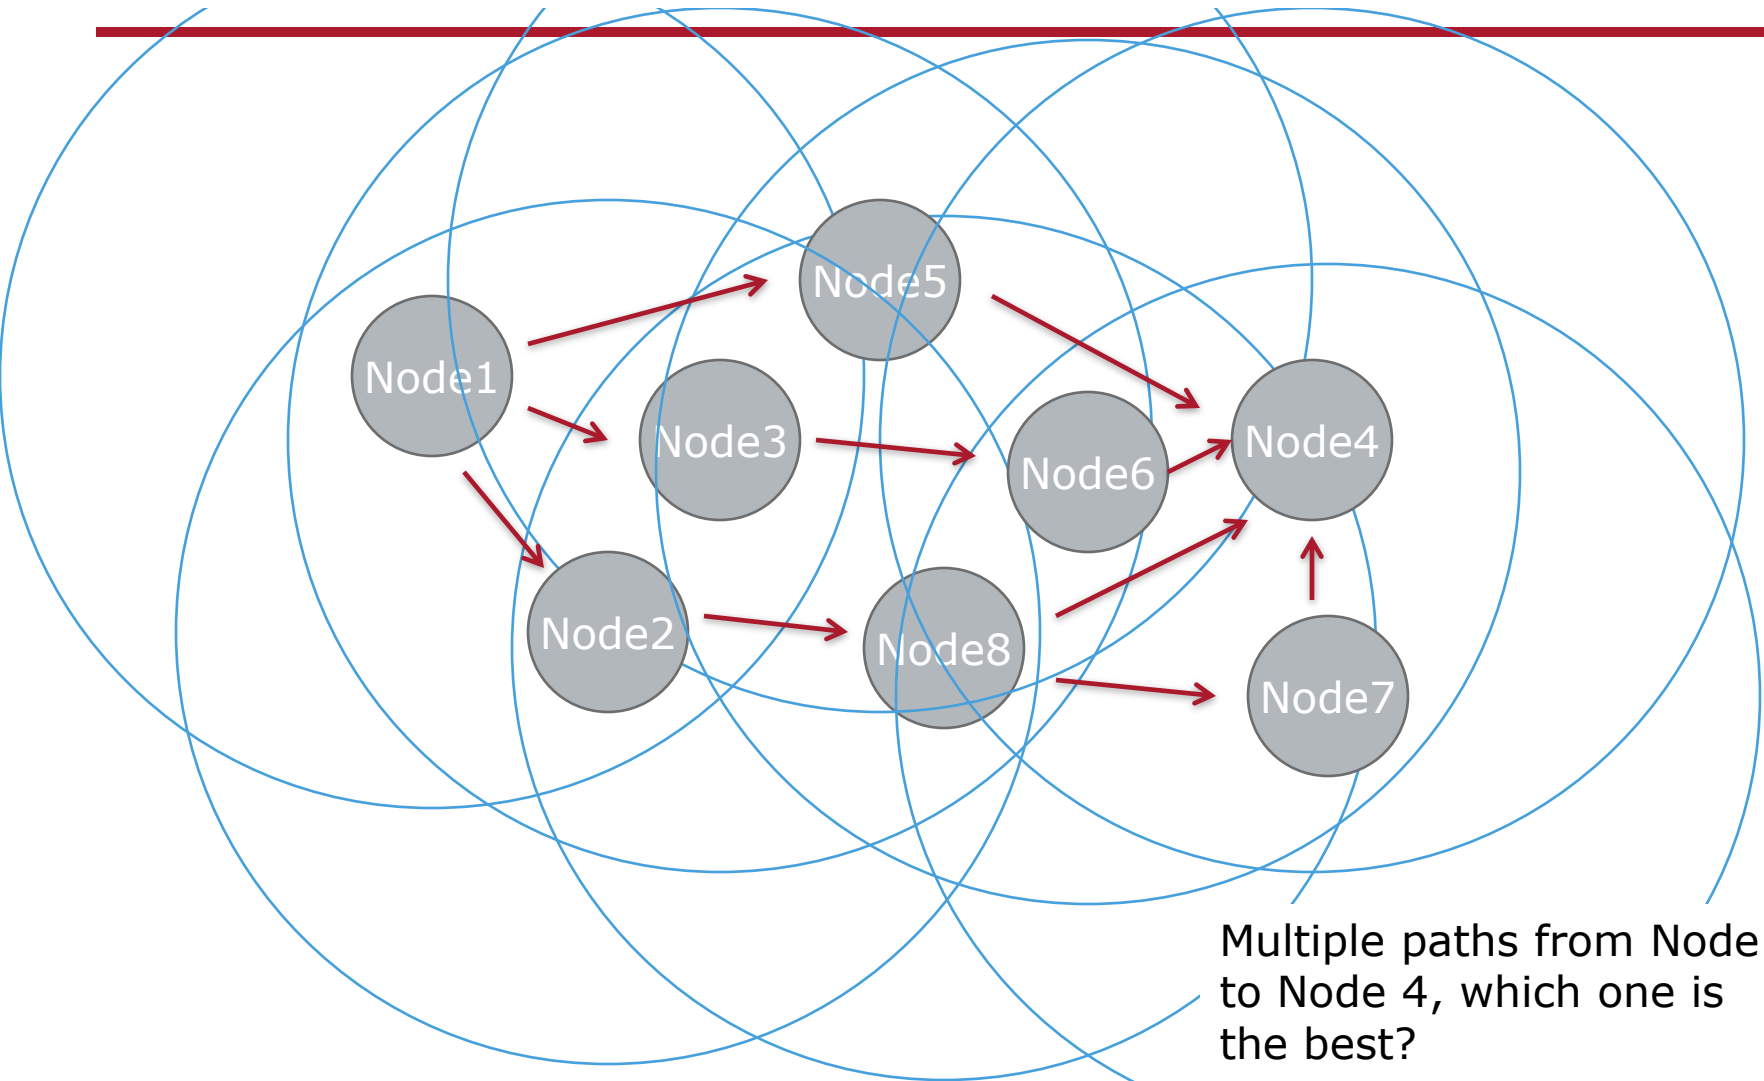 Node5
Node1
Node3
Node4
Node6
Node2
Node8
Node7
Multiple paths from Node
to Node 4, which one is
the best?